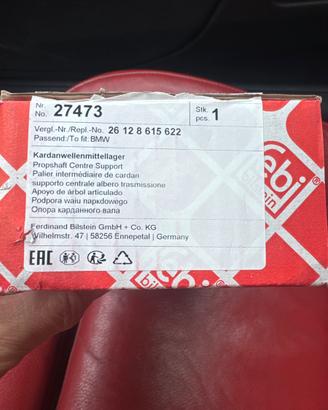 Nr. No. 27473 Stk. pcs. 1
Vergl.-Nr./Repl.-No. 26 12 8 615 622
Passend:/To fit: BMW
Kardanwellenmittellager
Propshaft Centre Support
Palier intermédiaire de cardan
supporto centrale albero trasmissione
Apoyo de árbol articulado
Podpora wału napędowego
Опора карданного вала
Ferdinand Bilstein GmbH + Co. KG
Wilhelmstr. 47 | 58256 Ennepetal | Germany
EAC
febi
bilstein